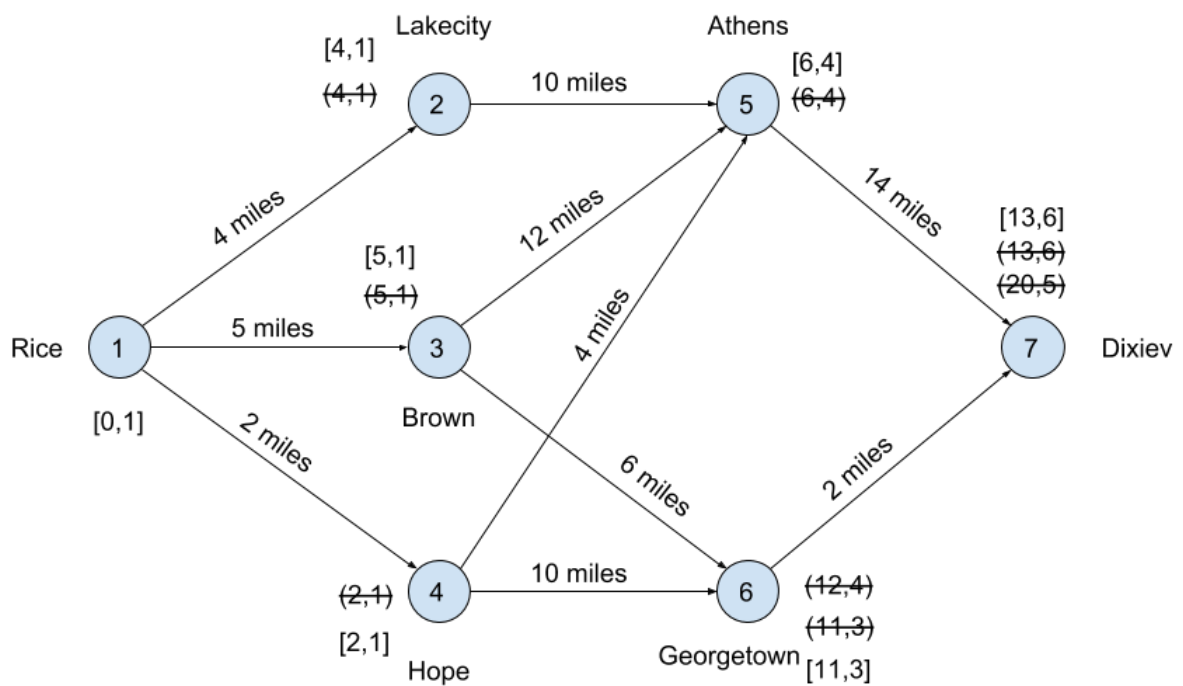 Lakecity
Athens
[4,1]
(4,1)
2
10 miles
5
[6,4]
(6,4)
4 miles
12 miles
14 miles
[13,6]
(13,6)
(20,5)
[5,1]
(5,1)
4 miles
Rice
1
5 miles
3
7
Dixiev
[0,1]
Brown
2 miles
6 miles
2 miles
(2,1)
4
10 miles
6
(12,4)
(11,3)
[2,1]
Hope
Georgetown
[11,3]